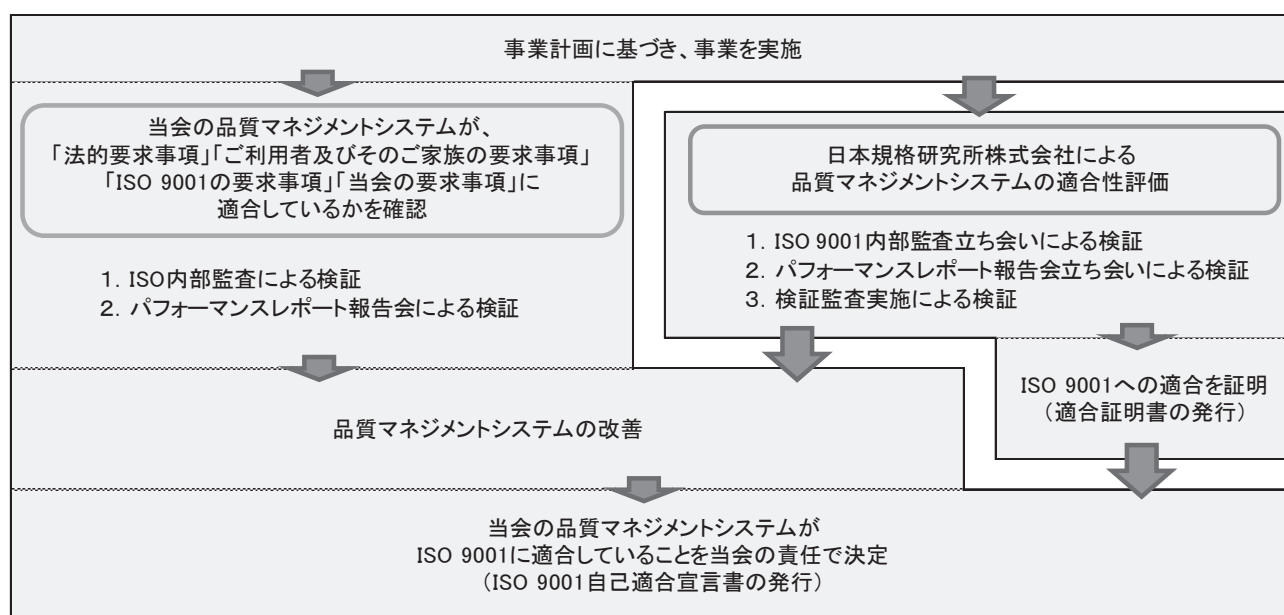 事業計画に基づき、事業を実施
当会の品質マネジメントシステムが、
「法的要求事項」「ご利用者及びそのご家族の要求事項」
「ISO 9001の要求事項」「当会の要求事項」に
適合しているかを確認
1．ISO内部監査による検証
2．パフォーマンスレポート報告会による検証
日本規格研究所株式会社による
品質マネジメントシステムの適合性評価
1．ISO 9001内部監査立ち会いによる検証
2．パフォーマンスレポート報告会立ち会いによる検証
3．検証監査実施による検証
ISO 9001への適合を証明
（適合証明書の発行）
品質マネジメントシステムの改善
当会の品質マネジメントシステムが
ISO 9001に適合していることを当会の責任で決定
（ISO 9001自己適合宣言書の発行）